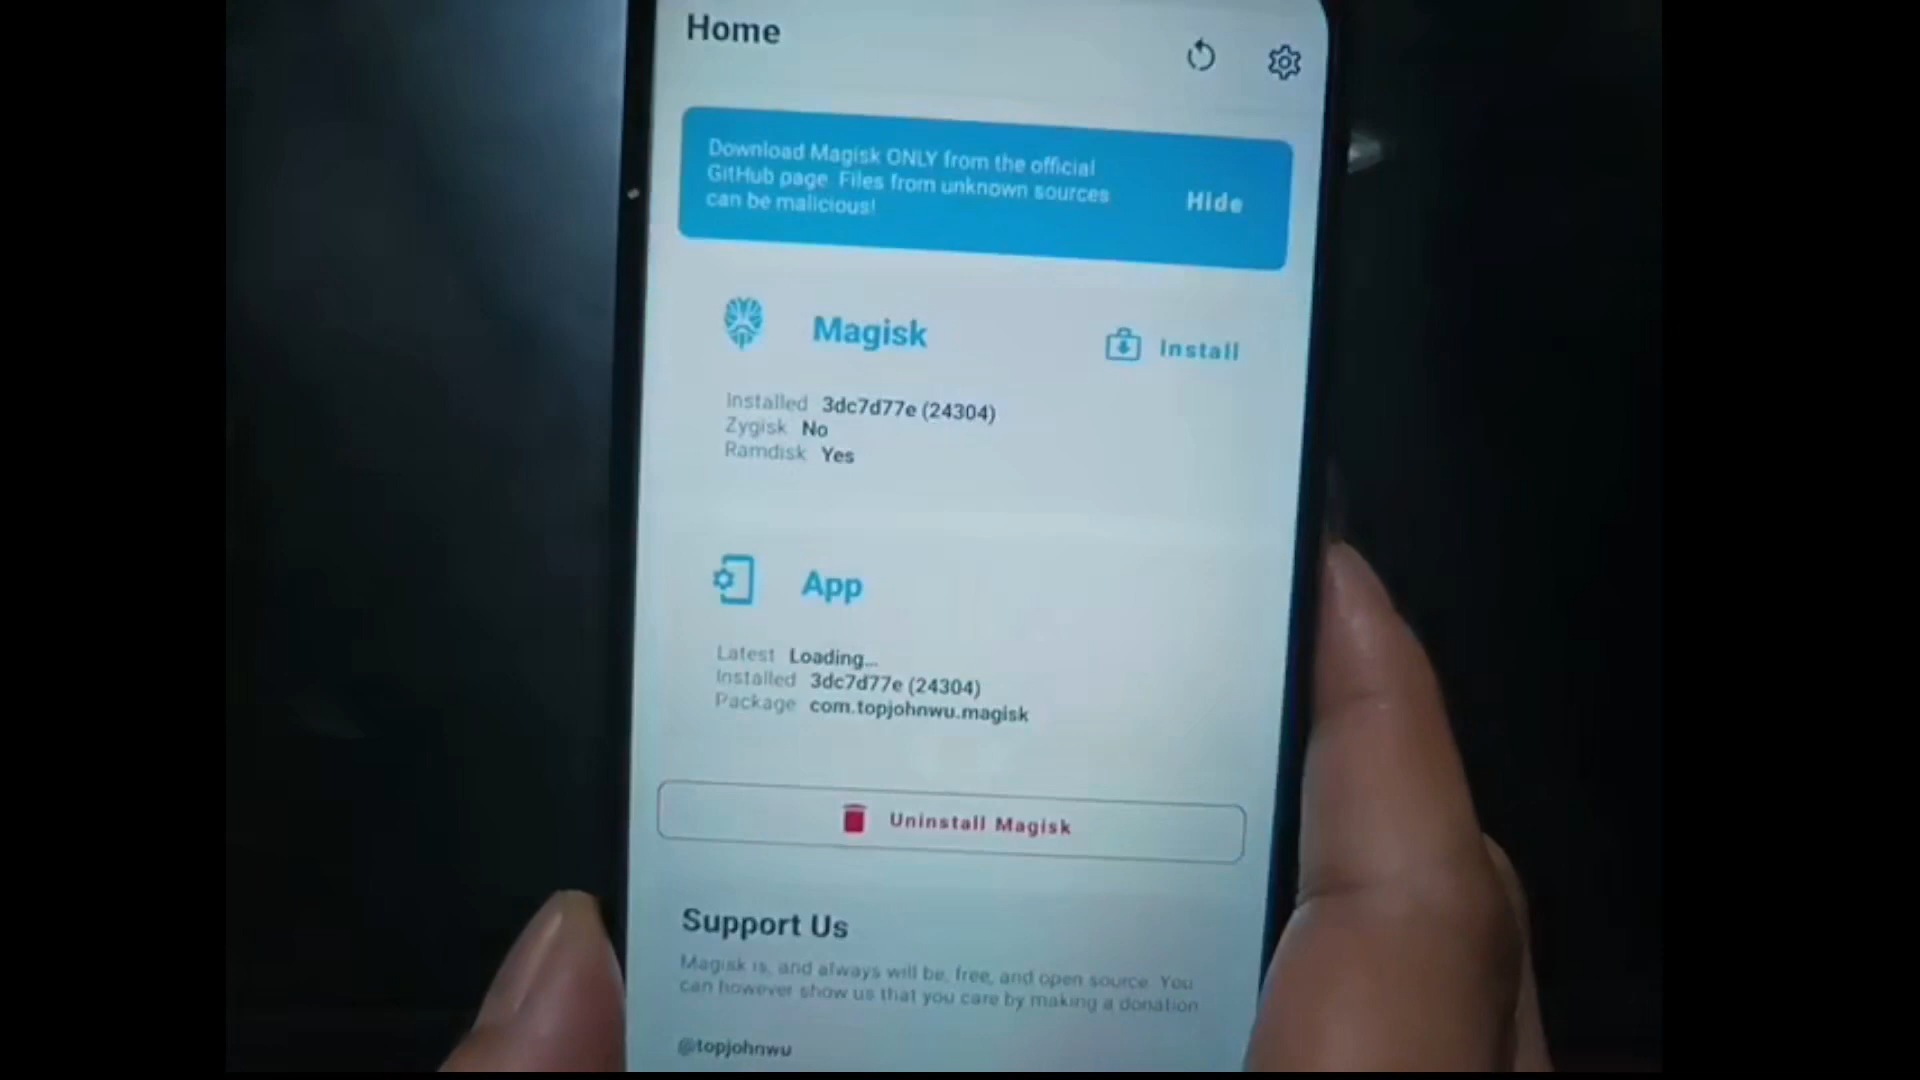 Home
Download Magisk ONLY from the official
GitHub page. Files from unknown sources
can be malicious!
Hide
Magisk
Install
Installed 3dc7d77e (24304)
Zygisk No
Ramdisk Yes
App
Latest Loading...
Installed 3dc7d77e (24304)
Package com.topjohnwu.magisk
Uninstall Magisk
Support Us
Magisk is, and always will be, free, and open source. You
can however show us that you care by making a donation
@topjohnwu